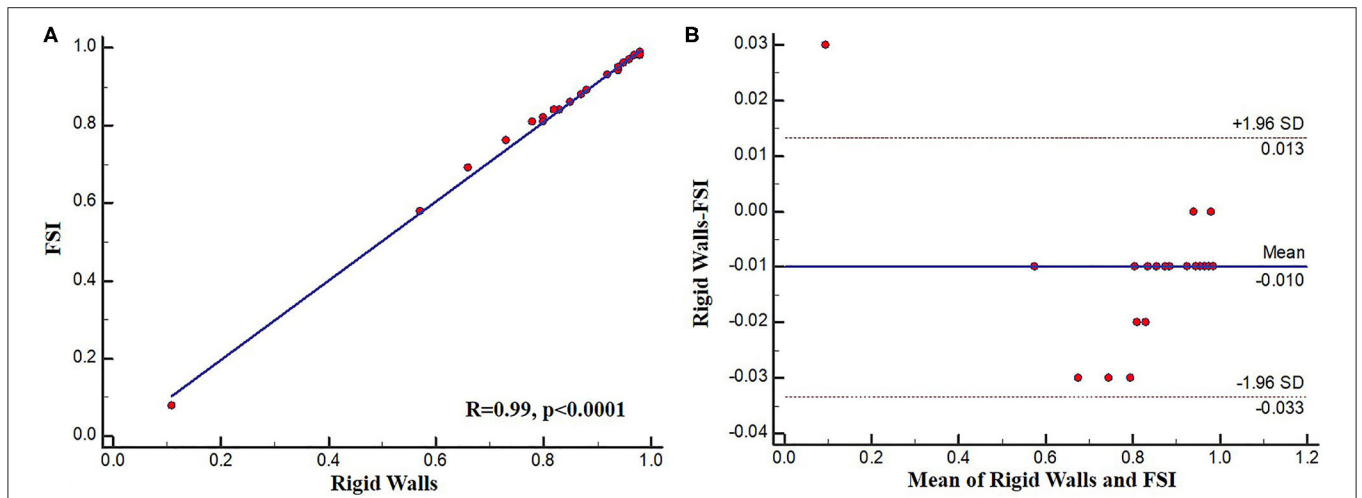 A
1.0
0.8
0.6
0.4
0.2
0.0
FSI
R=0.99, p<0.0001
0.0 0.2 0.4 0.6 0.8 1.0
Rigid Walls
B
0.03
0.02
0.01
0.00
-0.01
-0.02
-0.03
-0.04
Rigid Walls-FSI
+1.96 SD
0.013
Mean
-0.010
-1.96 SD
-0.033
0.0 0.2 0.4 0.6 0.8 1.0 1.2
Mean of Rigid Walls and FSI